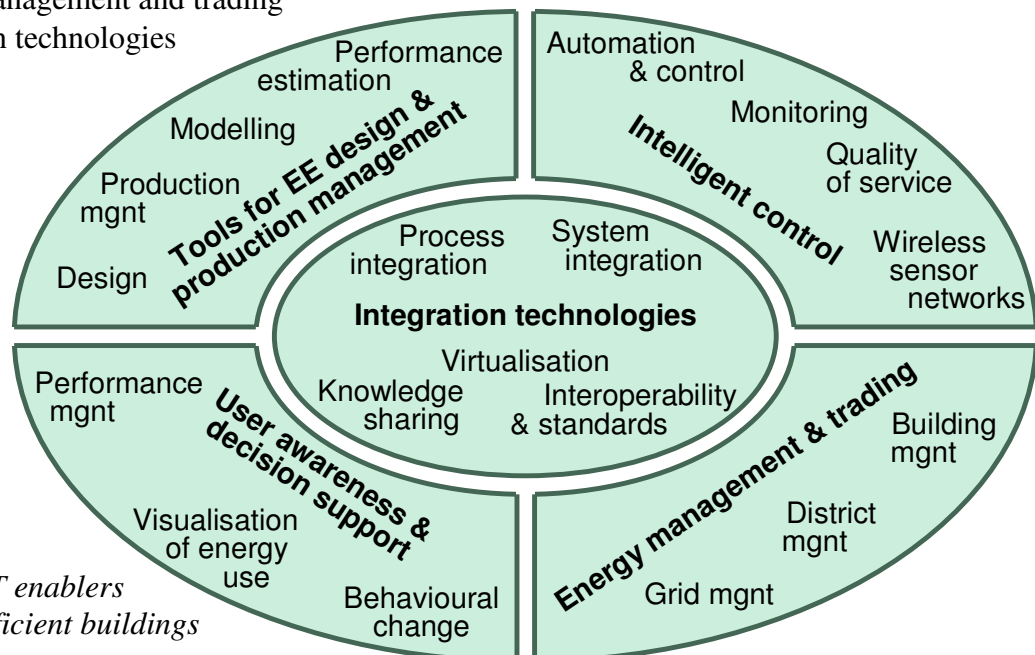 anagement and trading
n technologies
Performance
estimation
Modelling
Production
mgnt
Design
Tools for EE design &
production management
Automation
& control
Monitoring
Quality
of service
Wireless
sensor
networks
Intelligent control
Process
integration
System
integration
Integration technologies
Virtualisation
Knowledge
sharing
Interoperability
& standards
Performance
mgnt
User awareness &
decision support
Visualisation
of energy
use
Behavioural
change
Energy management & trading
Building
mgnt
District
mgnt
Grid mgnt
T enablers
ficient buildings